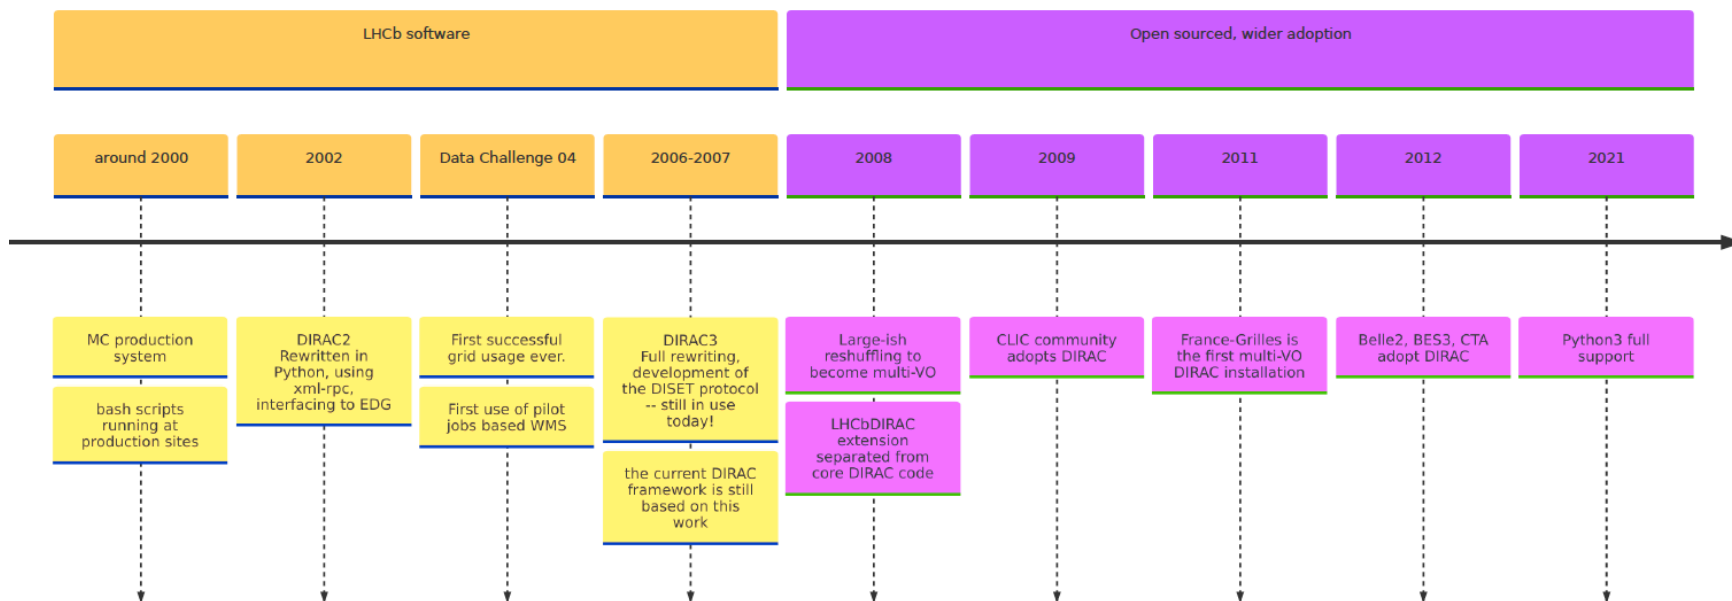 LHCb software
Open sourced, wider adoption
around 2000
2002
Data Challenge 04
2006-2007
2008
2009
2011
2012
2021
MC production
system
bash scripts
running at
production sites
DIRAC2
Rewritten in
Python, using
xml-rpc,
interfacing to EDG
First successful
grid usage ever.
First use of pilot
jobs based WMS
DIRAC3
Full rewriting,
development of
the DISET protocol
-- still in use
today!
the current DIRAC
framework is still
based on this
work
Large-ish
reshuffling to
become multi-VO
LHCbDIRAC
extension
separated from
core DIRAC code
CLIC community
adopts DIRAC
France-Grilles is
the first multi-VO
DIRAC installation
Belle2, BES3, CTA
adopt DIRAC
Python3 full
support